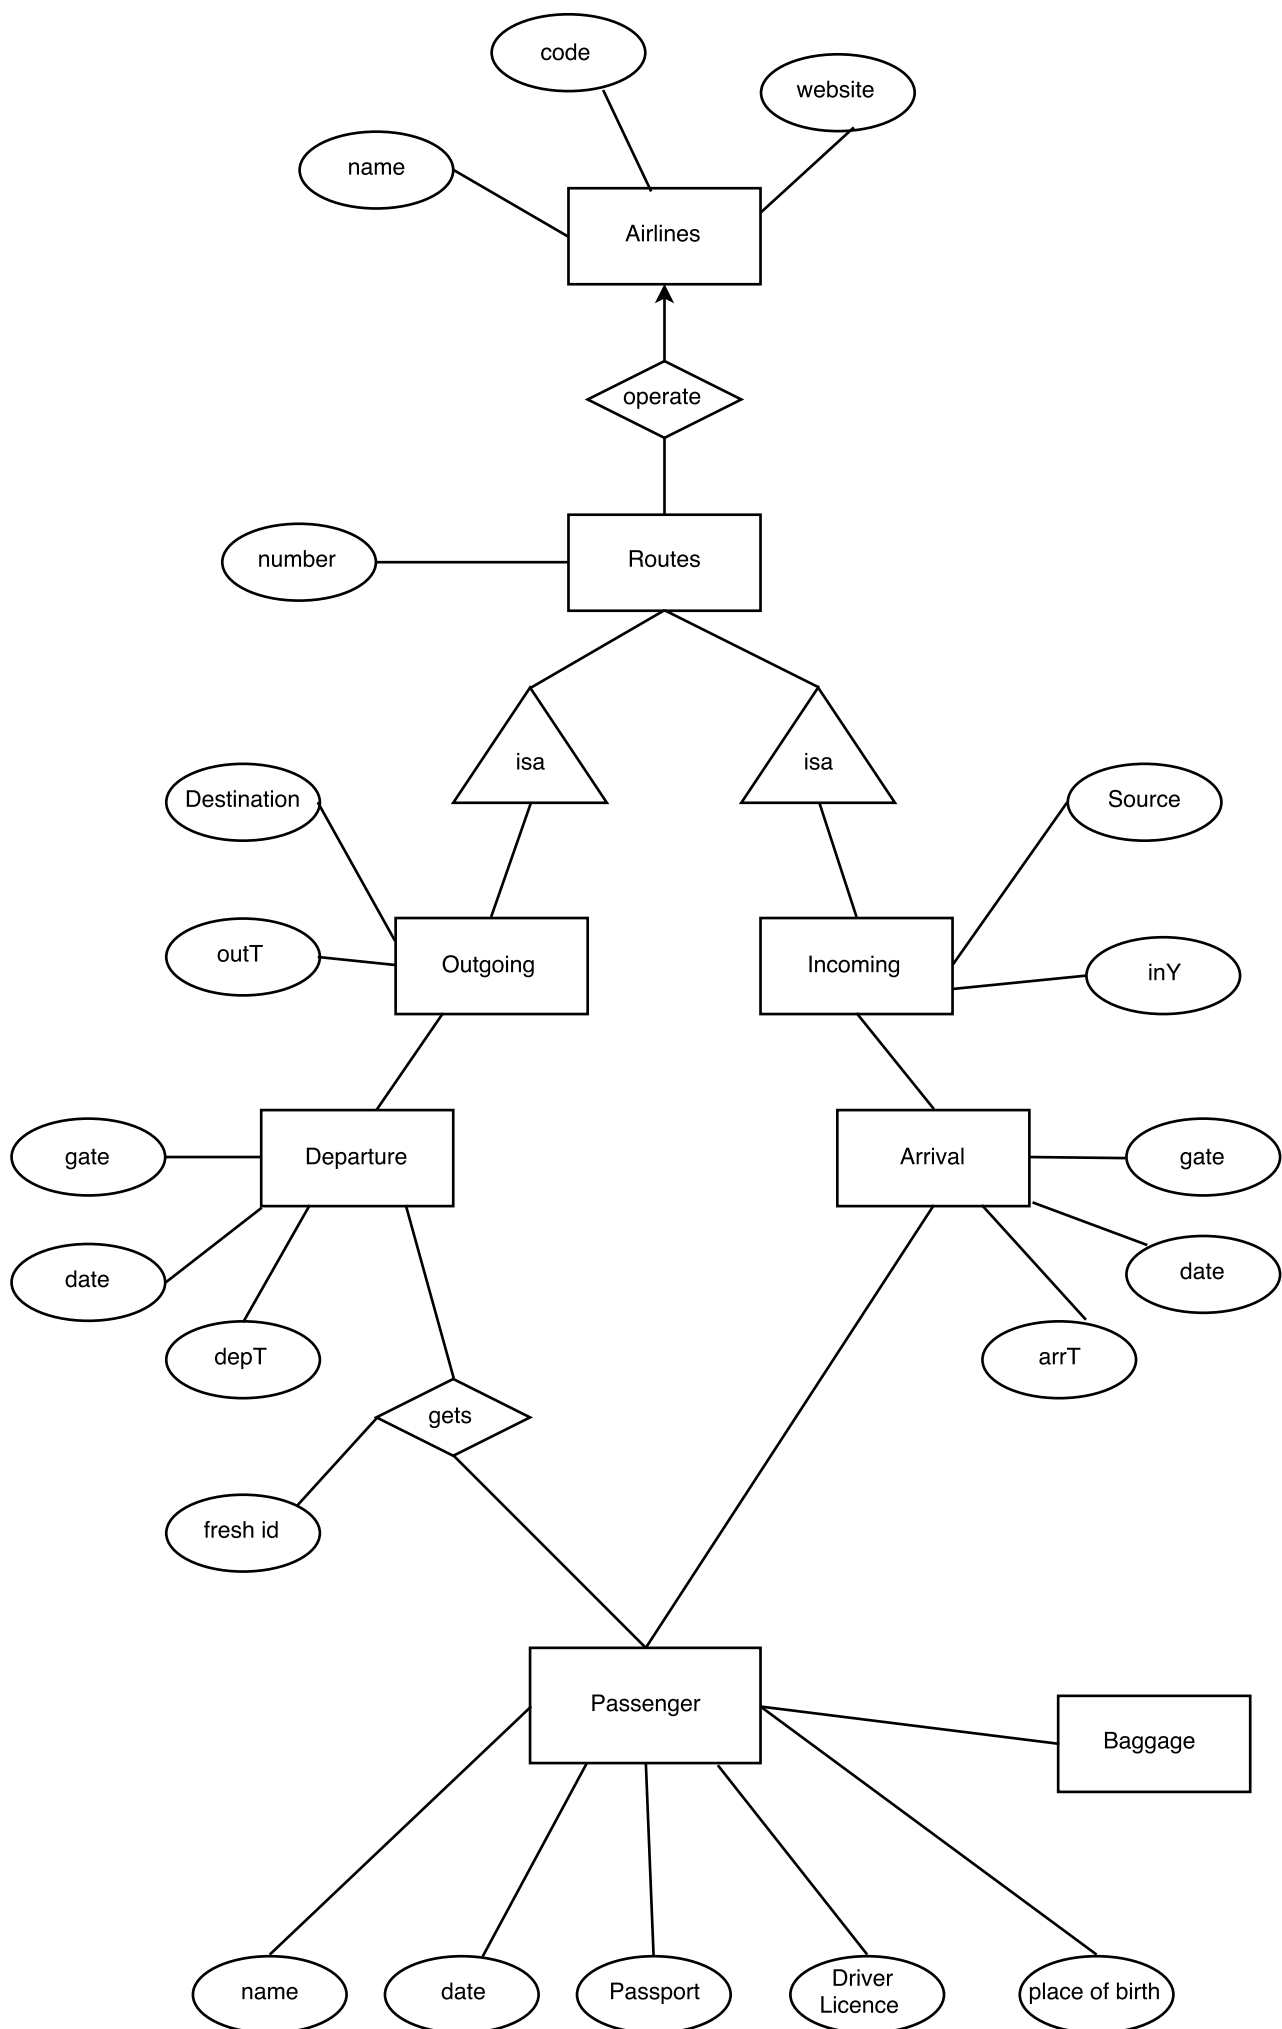 code
website
name
Airlines
operate
number
Routes
isa
isa
Destination
Source
outT
Outgoing
Incoming
inY
gate
Departure
Arrival
gate
date
date
depT
arrT
gets
fresh id
Passenger
Baggage
name
date
Passport
Driver
Licence
place of birth